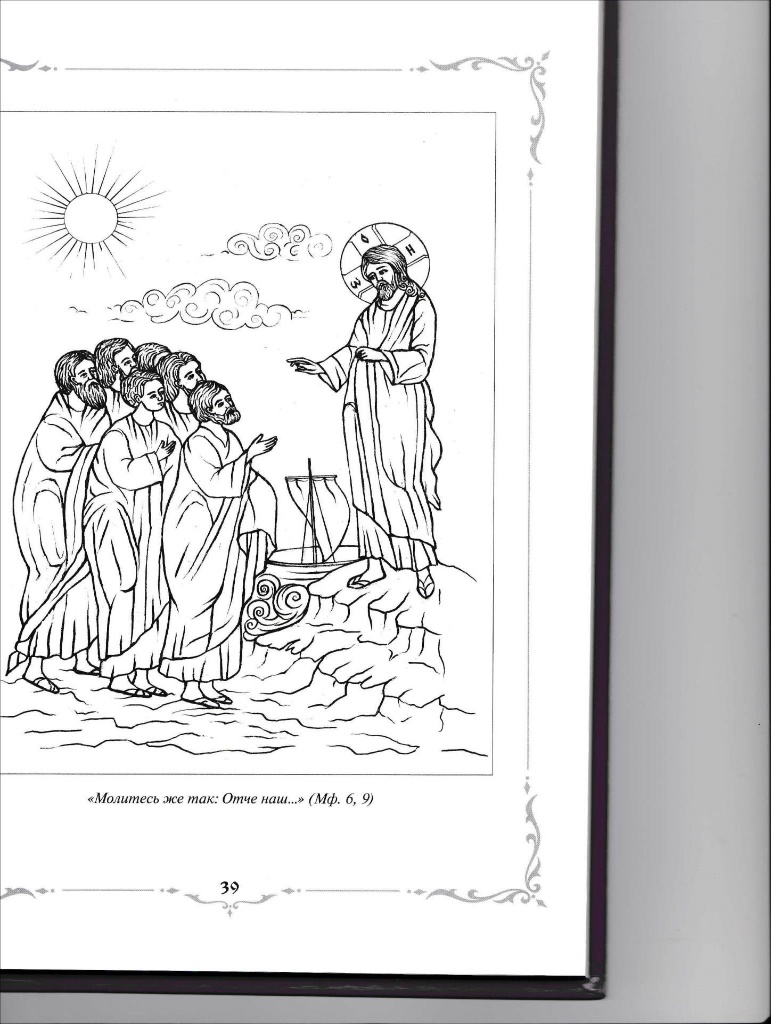 О
Ѡ Н
«Молитесь же так: Отче наш...» (Мф. 6, 9)
39